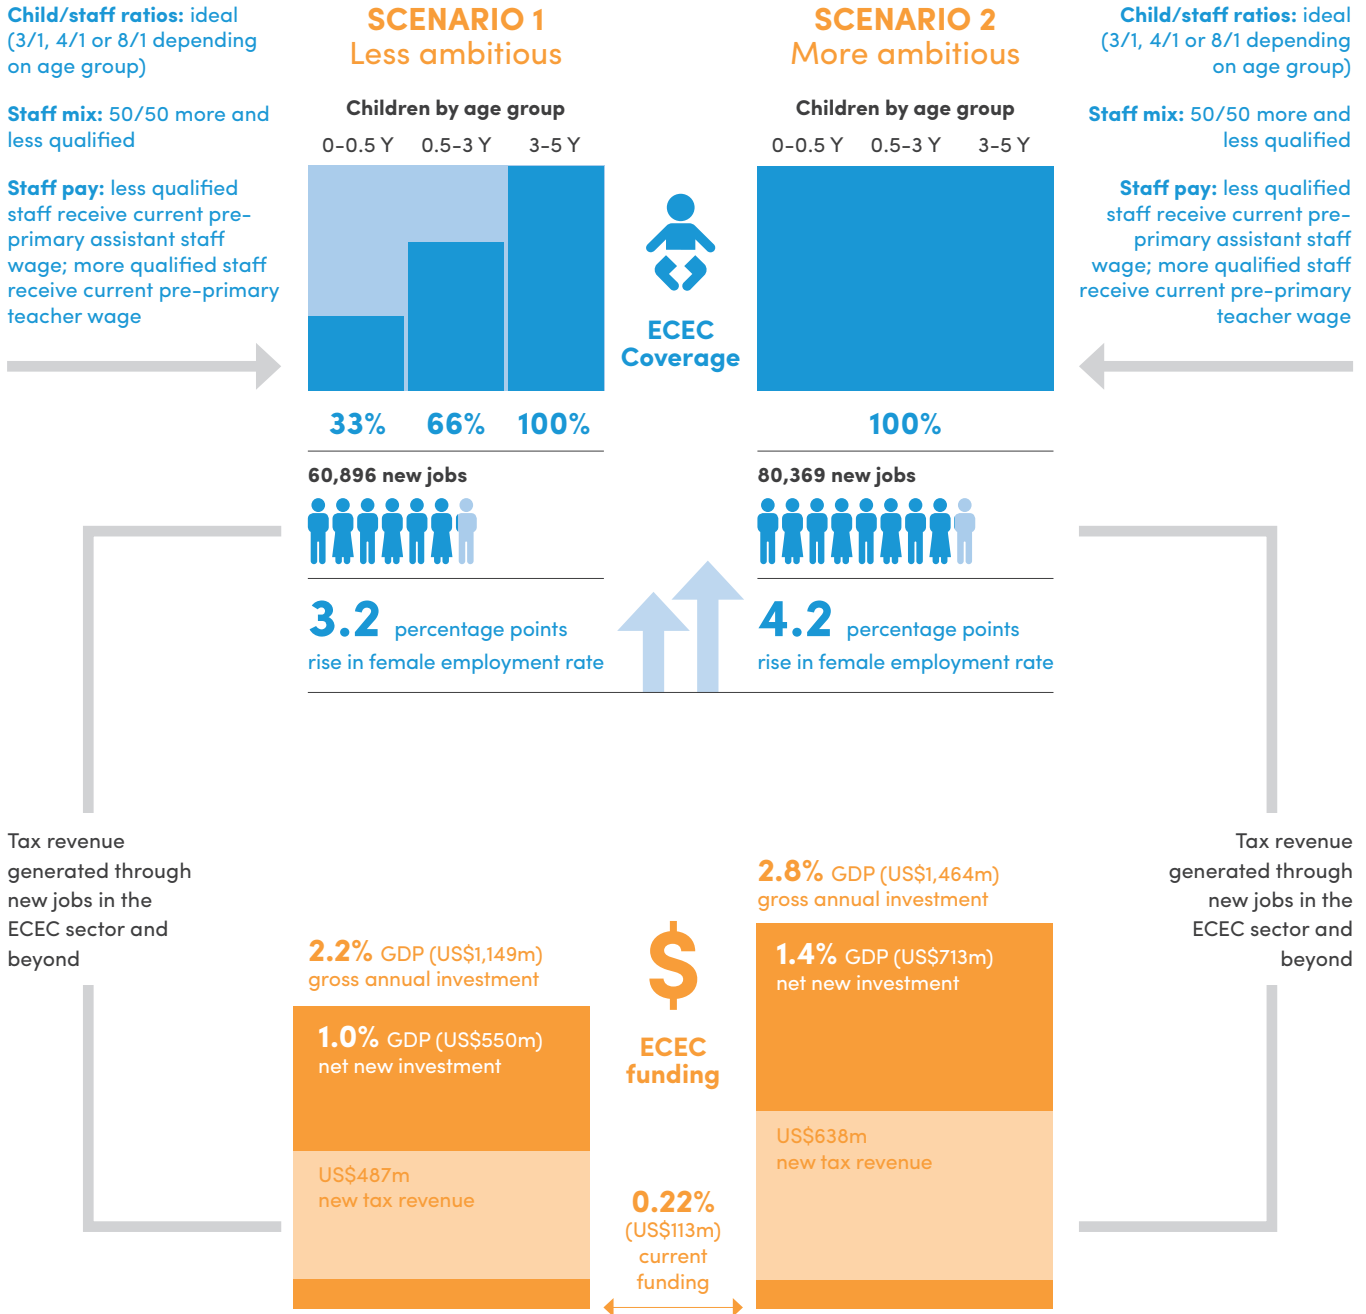 Child/staff ratios: ideal
(3/1, 4/1 or 8/1 depending
on age group)
Staff mix: 50/50 more and
less qualified
Staff pay: less qualified
staff receive current pre-
primary assistant staff
wage; more qualified staff
receive current pre-primary
teacher wage
SCENARIO 1
Less ambitious
Children by age group
0-0.5 Y 0.5-3 Y 3-5 Y
33% 66% 100%
60,896 new jobs
3.2 percentage points
rise in female employment rate
ECEC
Coverage
SCENARIO 2
More ambitious
Children by age group
0-0.5 Y 0.5-3 Y 3-5 Y
100%
80,369 new jobs
4.2 percentage points
rise in female employment rate
Child/staff ratios: ideal
(3/1, 4/1 or 8/1 depending
on age group)
Staff mix: 50/50 more and
less qualified
Staff pay: less qualified
staff receive current pre-
primary assistant staff
wage; more qualified staff
receive current pre-primary
teacher wage
Tax revenue
generated through
new jobs in the
ECEC sector and
beyond
2.2% GDP (US$1,149m)
gross annual investment
1.0% GDP (US$550m)
net new investment
US$487m
new tax revenue
$
ECEC
funding
0.22%
(US$113m)
current
funding
2.8% GDP (US$1,464m)
gross annual investment
1.4% GDP (US$713m)
net new investment
US$638m
new tax revenue
Tax revenue
generated through
new jobs in the
ECEC sector and
beyond